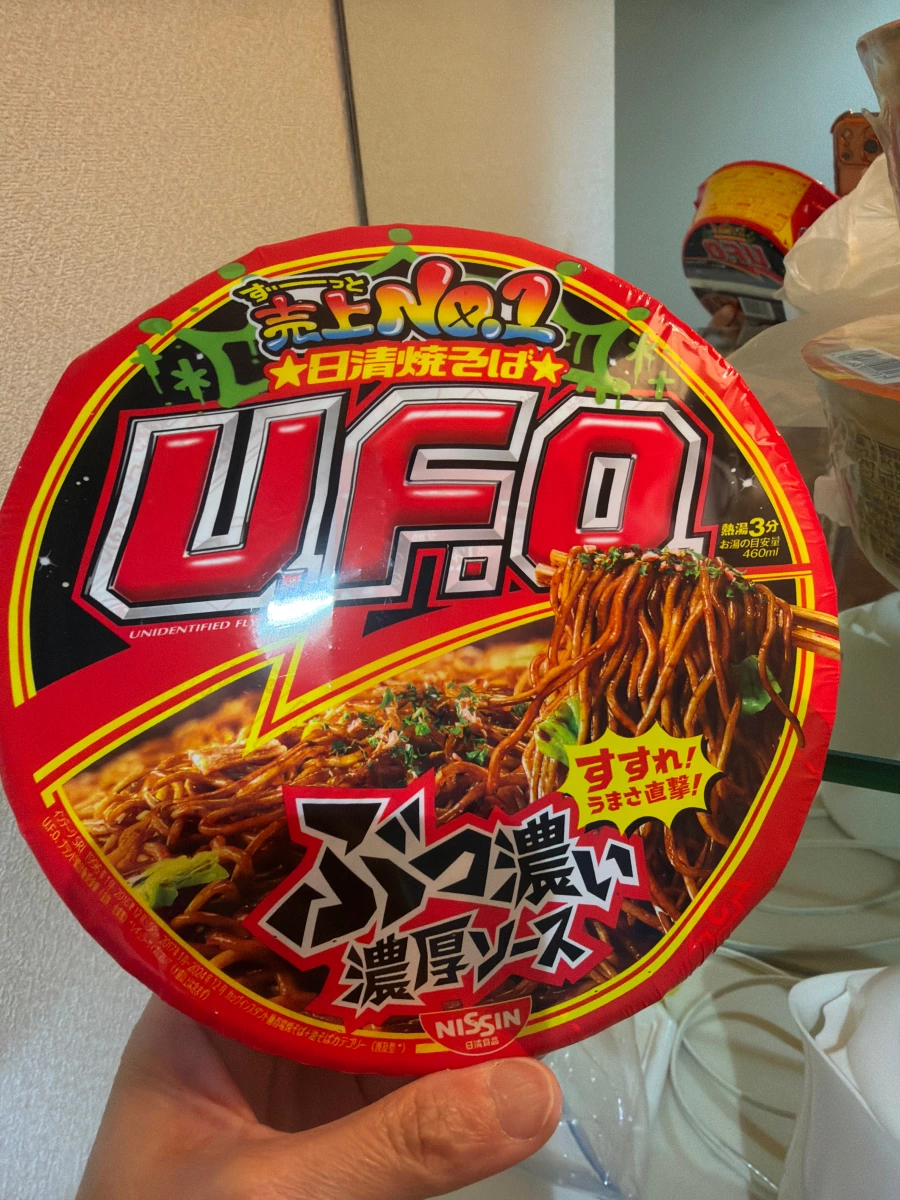 ずーーっと
売上No.1
★日清焼そば★
U.F.O.
熱湯3分
お湯の目安量
460ml
UNIDENTIFIED
すすれ!
うまさ直撃!
ぶっ濃い
濃厚ソース
NISSIN
日清食品